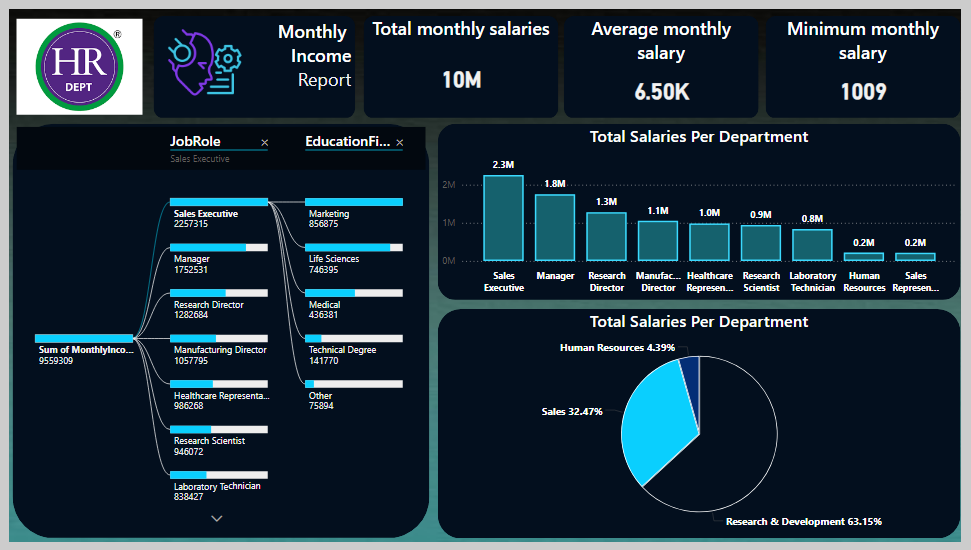 HR
DEPT
®
Monthly
Income
Report
Total monthly salaries
10M
Average monthly
salary
6.50K
Minimum monthly
salary
1009
JobRole
Sales Executive
EducationFi...
Sum of MonthlyInco...
9559309
Sales Executive
2257315
Manager
1752531
Research Director
1282684
Manufacturing Director
1057795
Healthcare Representa...
986268
Research Scientist
946072
Laboratory Technician
838427
Marketing
856875
Life Sciences
746395
Medical
436381
Technical Degree
141770
Other
75894
Total Salaries Per Department
2M
1M
0M
2.3M
1.8M
1.3M
1.1M
1.0M
0.9M
0.8M
0.2M
0.2M
Sales
Executive
Manager
Research
Director
Manufac...
Director
Healthcare
Represen...
Research
Scientist
Laboratory
Technician
Human
Resources
Sales
Represen...
Total Salaries Per Department
Human Resources 4.39%
Sales 32.47%
Research & Development 63.15%